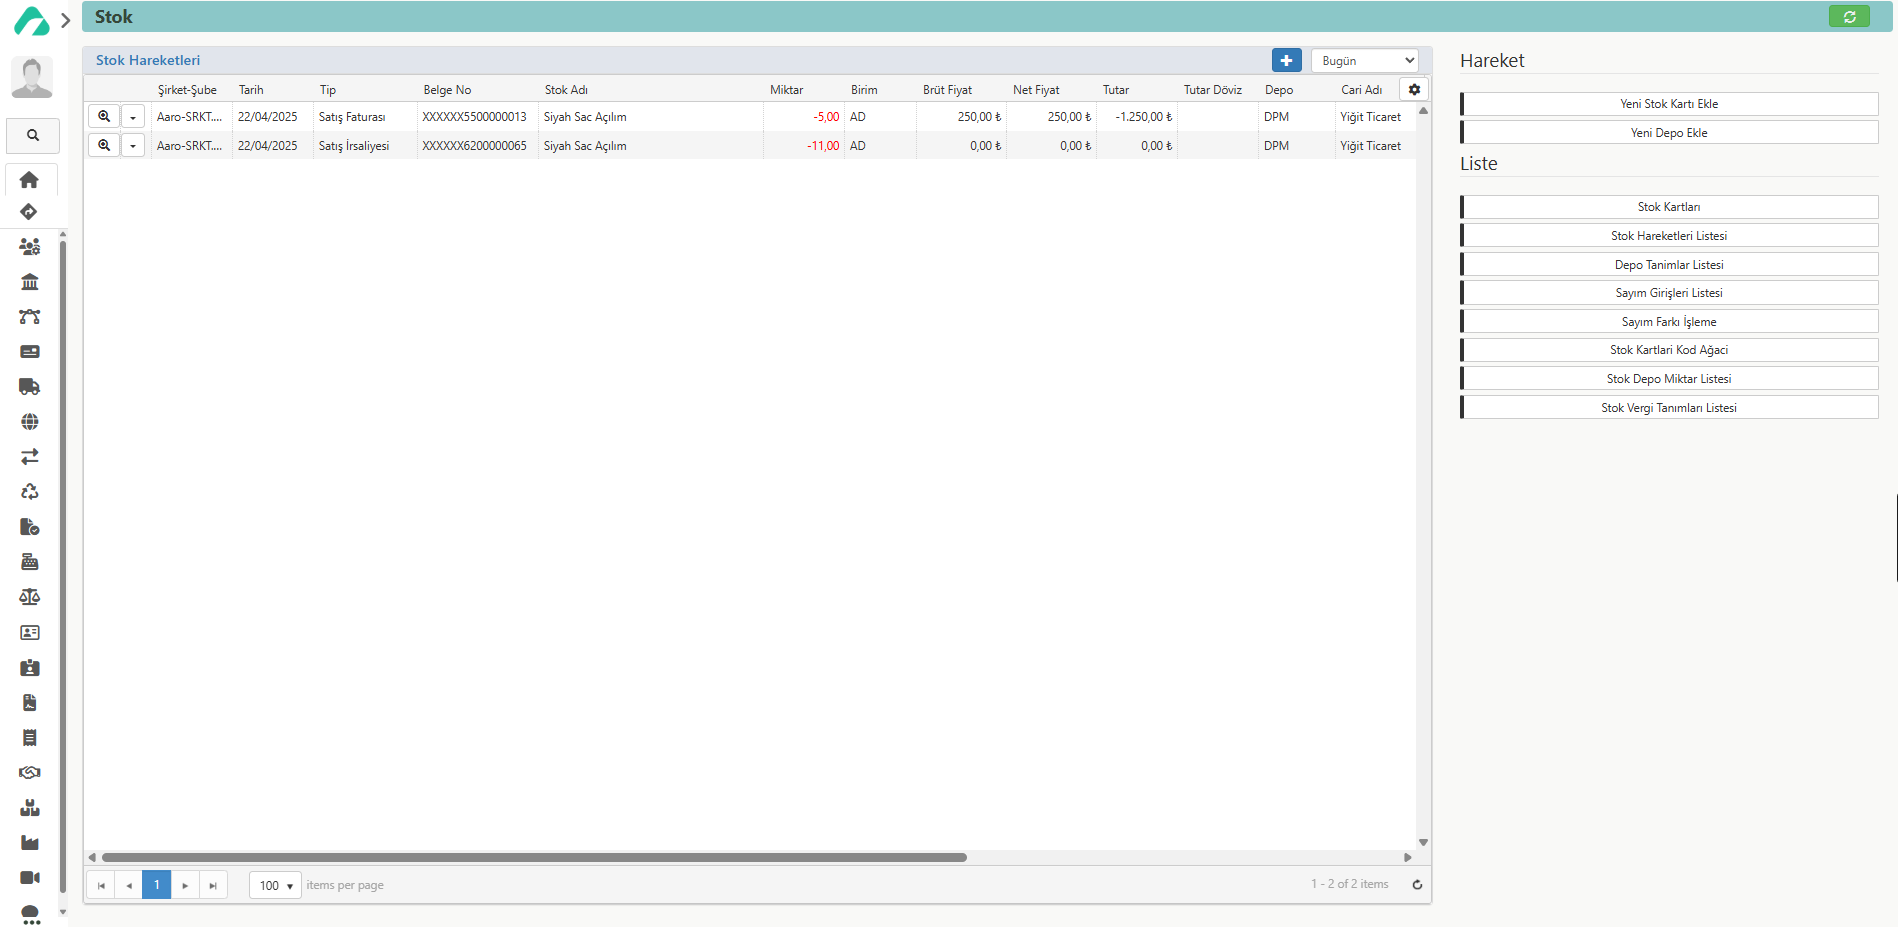 Stok
Stok Hareketleri
Bugün
Şirket-Şube Tarih Tip Belge No Stok Adı Miktar Birim Brüt Fiyat Net Fiyat Tutar Tutar Döviz Depo Cari Adı
Aaro-SRKT.... 22/04/2025 Satış Faturası XXXXXX5500000013 Siyah Sac Açılım -5,00 AD 250,00 ₺ 250,00 ₺ -1.250,00 ₺ DPM Yiğit Ticaret
Aaro-SRKT.... 22/04/2025 Satış İrsaliyesi XXXXXX6200000065 Siyah Sac Açılım -11,00 AD 0,00 ₺ 0,00 ₺ 0,00 ₺ DPM Yiğit Ticaret
1
100
items per page
1 - 2 of 2 items
Hareket
Yeni Stok Kartı Ekle
Yeni Depo Ekle
Liste
Stok Kartları
Stok Hareketleri Listesi
Depo Tanimlar Listesi
Sayım Girişleri Listesi
Sayım Farkı İşleme
Stok Kartlari Kod Ağaci
Stok Depo Miktar Listesi
Stok Vergi Tanımları Listesi